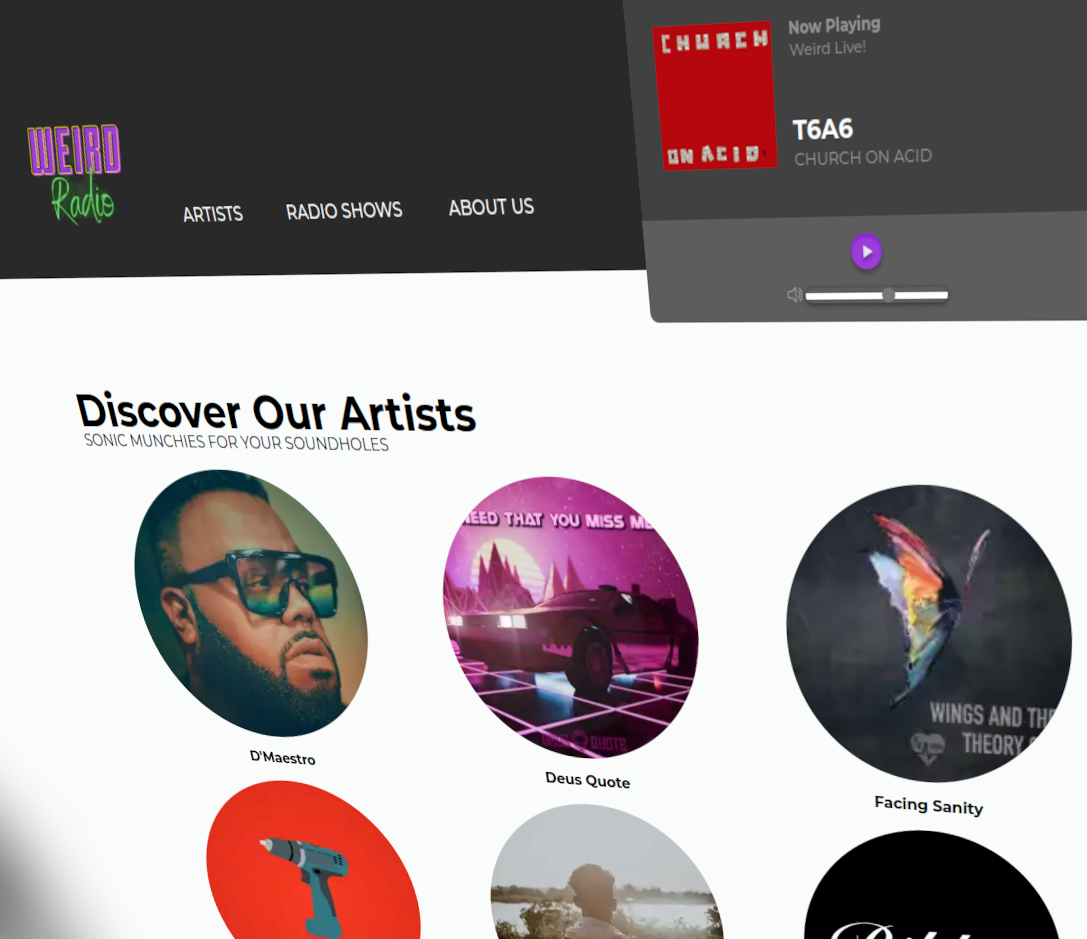 WEIRD
Radio
ARTISTS
RADIO SHOWS
ABOUT US
CHURCH
ON ACID
Now Playing
Weird Live!
T6A6
CHURCH ON ACID
Discover Our Artists
SONIC MUNCHIES FOR YOUR SOUNDHOLES
NEED THAT YOU MISS ME
QUOTE
WINGS AND THE
THEORY
D'Maestro
Deus Quote
Facing Sanity